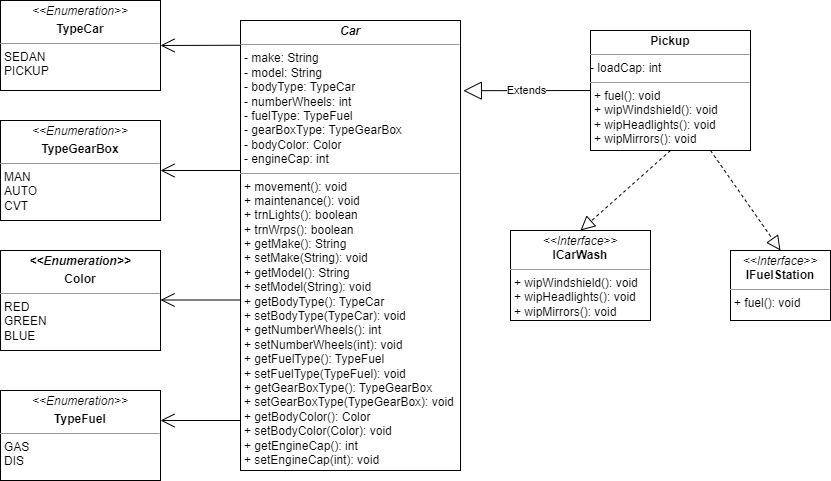 <<Enumeration>>
TypeCar
SEDAN
PICKUP
<<Enumeration>>
TypeGearBox
MAN
AUTO
CVT
<<Enumeration>>
Color
RED
GREEN
BLUE
<<Enumeration>>
TypeFuel
GAS
DIS
Car
- make: String
- model: String
- bodyType: TypeCar
- numberWheels: int
- fuelType: TypeFuel
- gearBoxType: TypeGearBox
- bodyColor: Color
- engineCap: int
+ movement(): void
+ maintenance(): void
+ trnLights(): boolean
+ trnWrps(): boolean
+ getMake(): String
+ setMake(String): void
+ getModel(): String
+ setModel(String): void
+ getBodyType(): TypeCar
+ setBodyType(TypeCar): void
+ getNumberWheels(): int
+ setNumberWheels(int): void
+ getFuelType(): TypeFuel
+ setFuelType(TypeFuel): void
+ getGearBoxType(): TypeGearBox
+ setGearBoxType(TypeGearBox): void
+ getBodyColor(): Color
+ setBodyColor(Color): void
+ getEngineCap(): int
+ setEngineCap(int): void
Extends
Pickup
- loadCap: int
+ fuel(): void
+ wipWindshield(): void
+ wipHeadlights(): void
+ wipMirrors(): void
<<Interface>>
ICarWash
+ wipWindshield(): void
+ wipHeadlights(): void
+ wipMirrors(): void
<<Interface>>
IFuelStation
+ fuel(): void